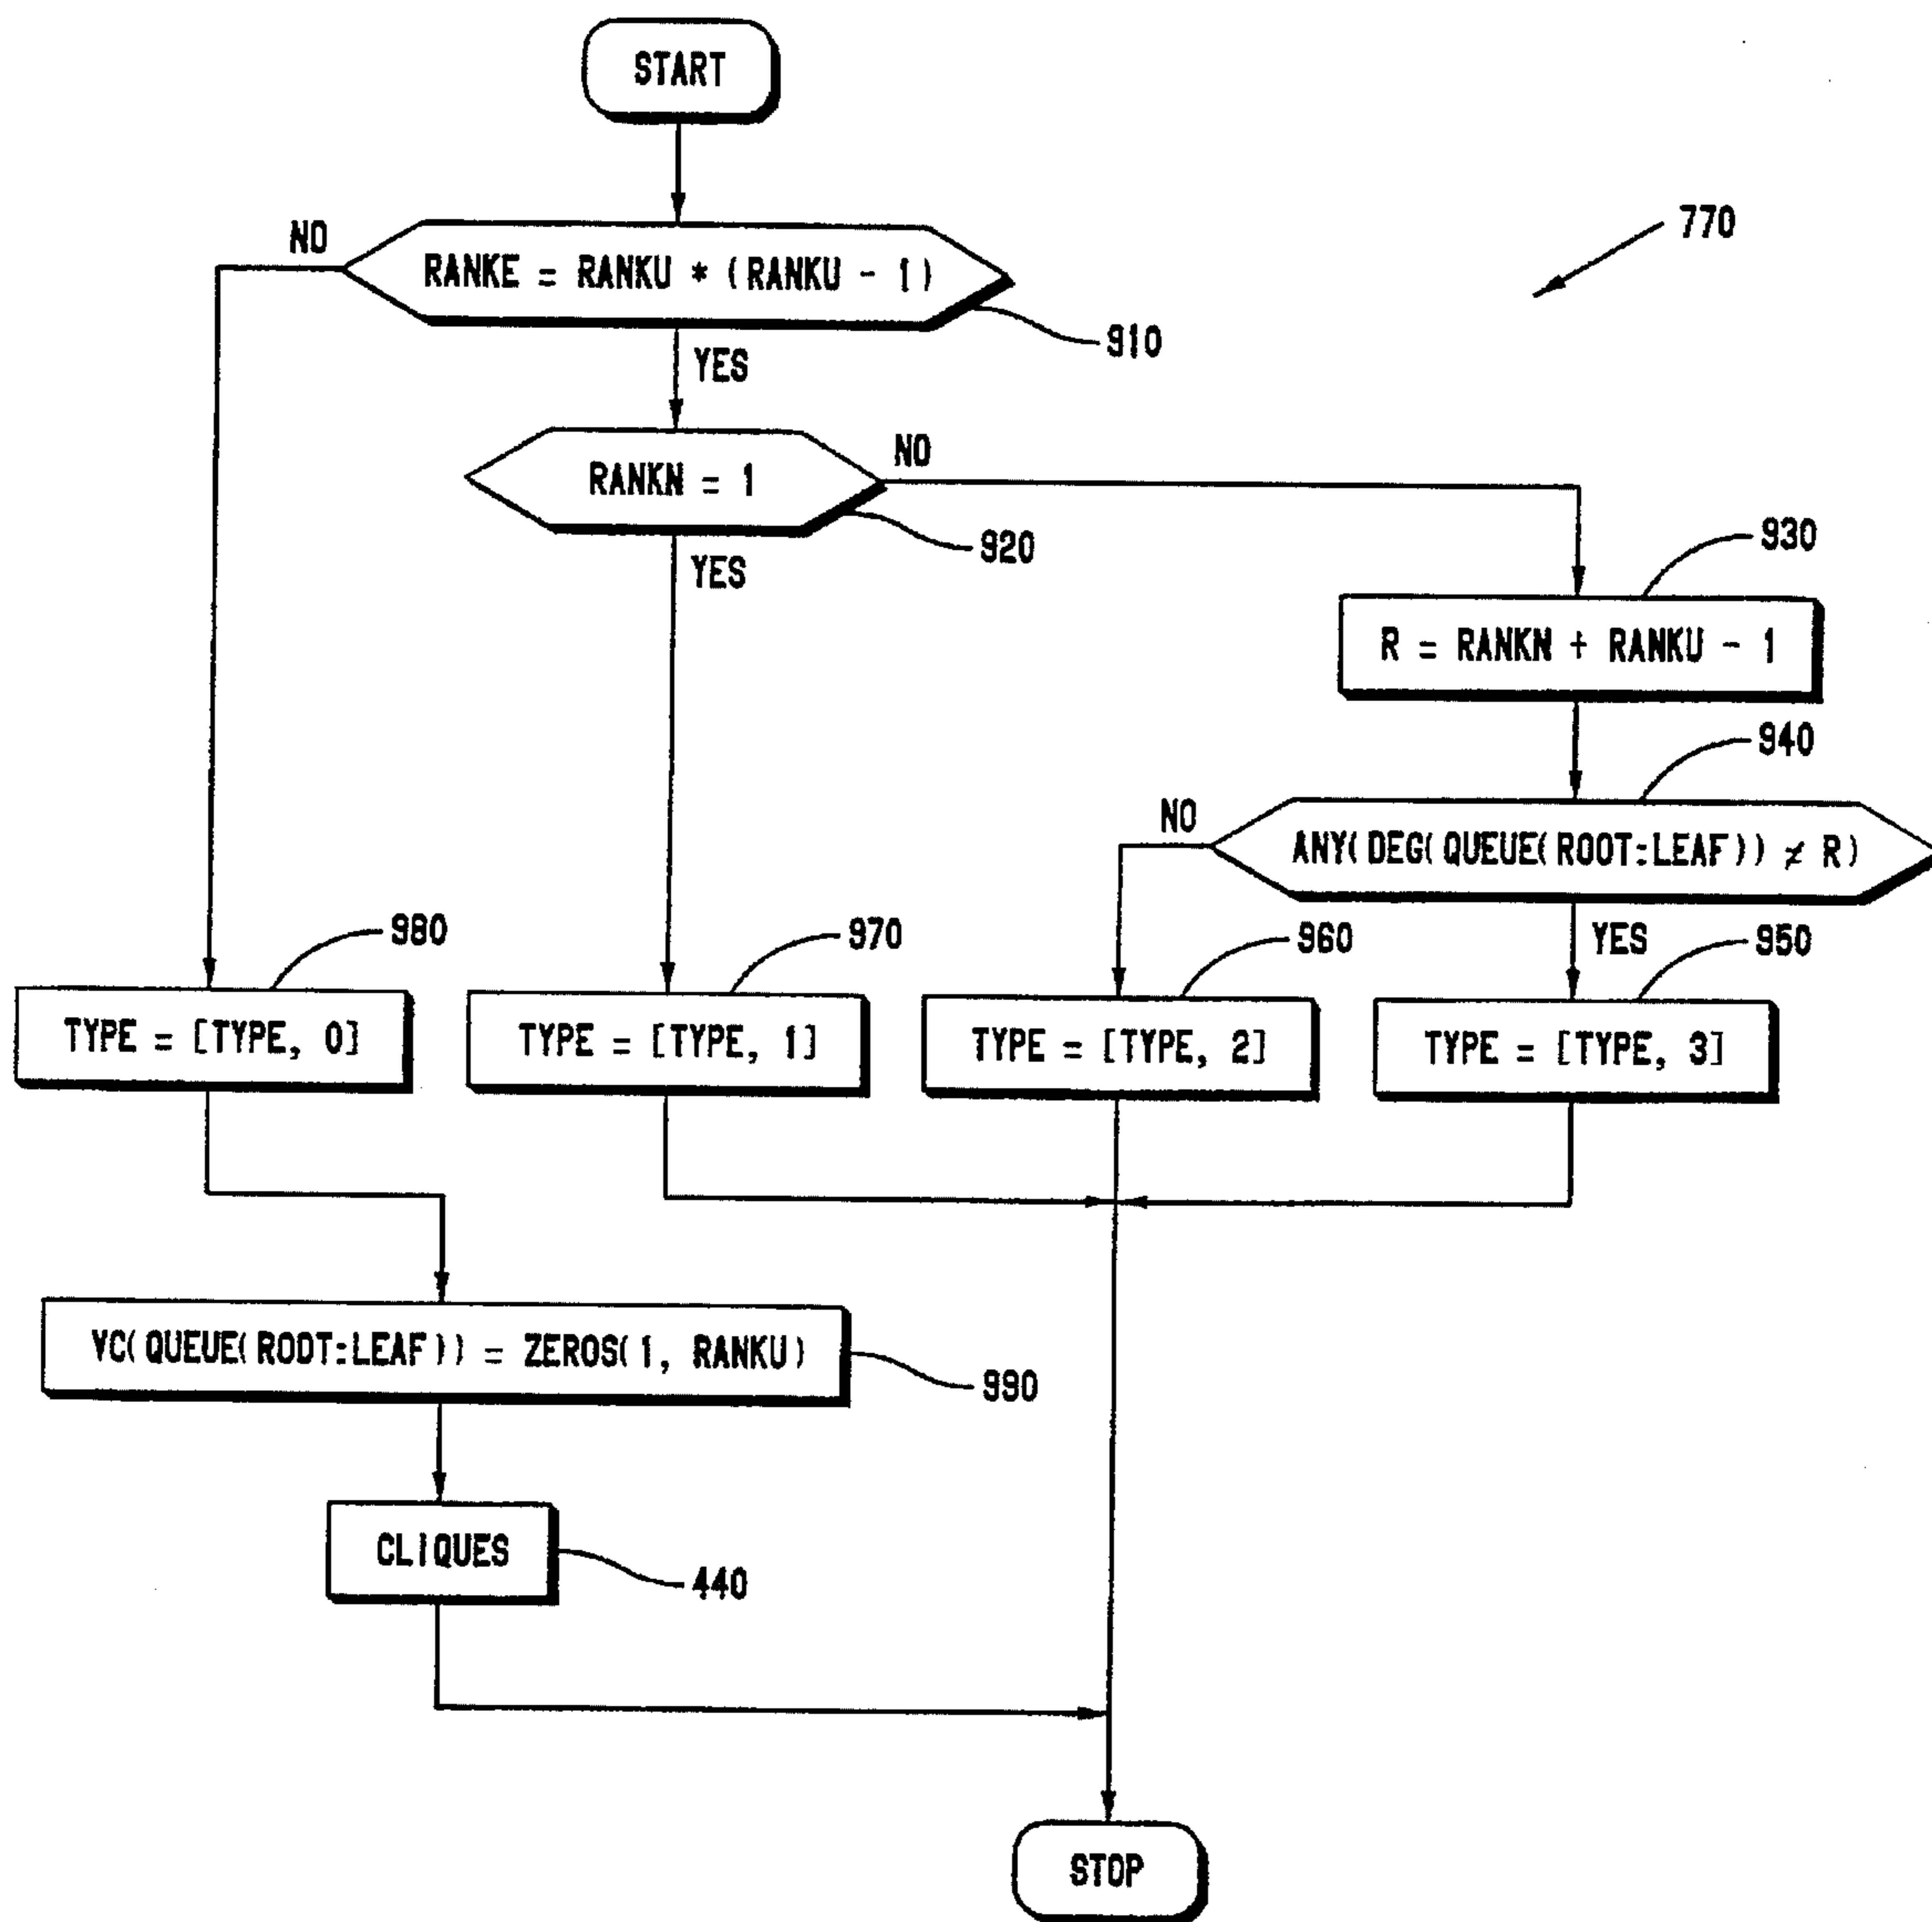 START
770
NO
RANKE = RANKU * (RANKU - 1)
910
YES
NO
RANKN = 1
920
YES
930
R = RANKN + RANKU - 1
940
NO
ANY(DEG(QUEUE(ROOT:LEAF)) ≠ R)
980
970
960
YES
950
TYPE = [TYPE, 0]
TYPE = [TYPE, 1]
TYPE = [TYPE, 2]
TYPE = [TYPE, 3]
VC(QUEUE(ROOT:LEAF)) = ZEROS(1, RANKU)
990
CLIQUES
440
STOP